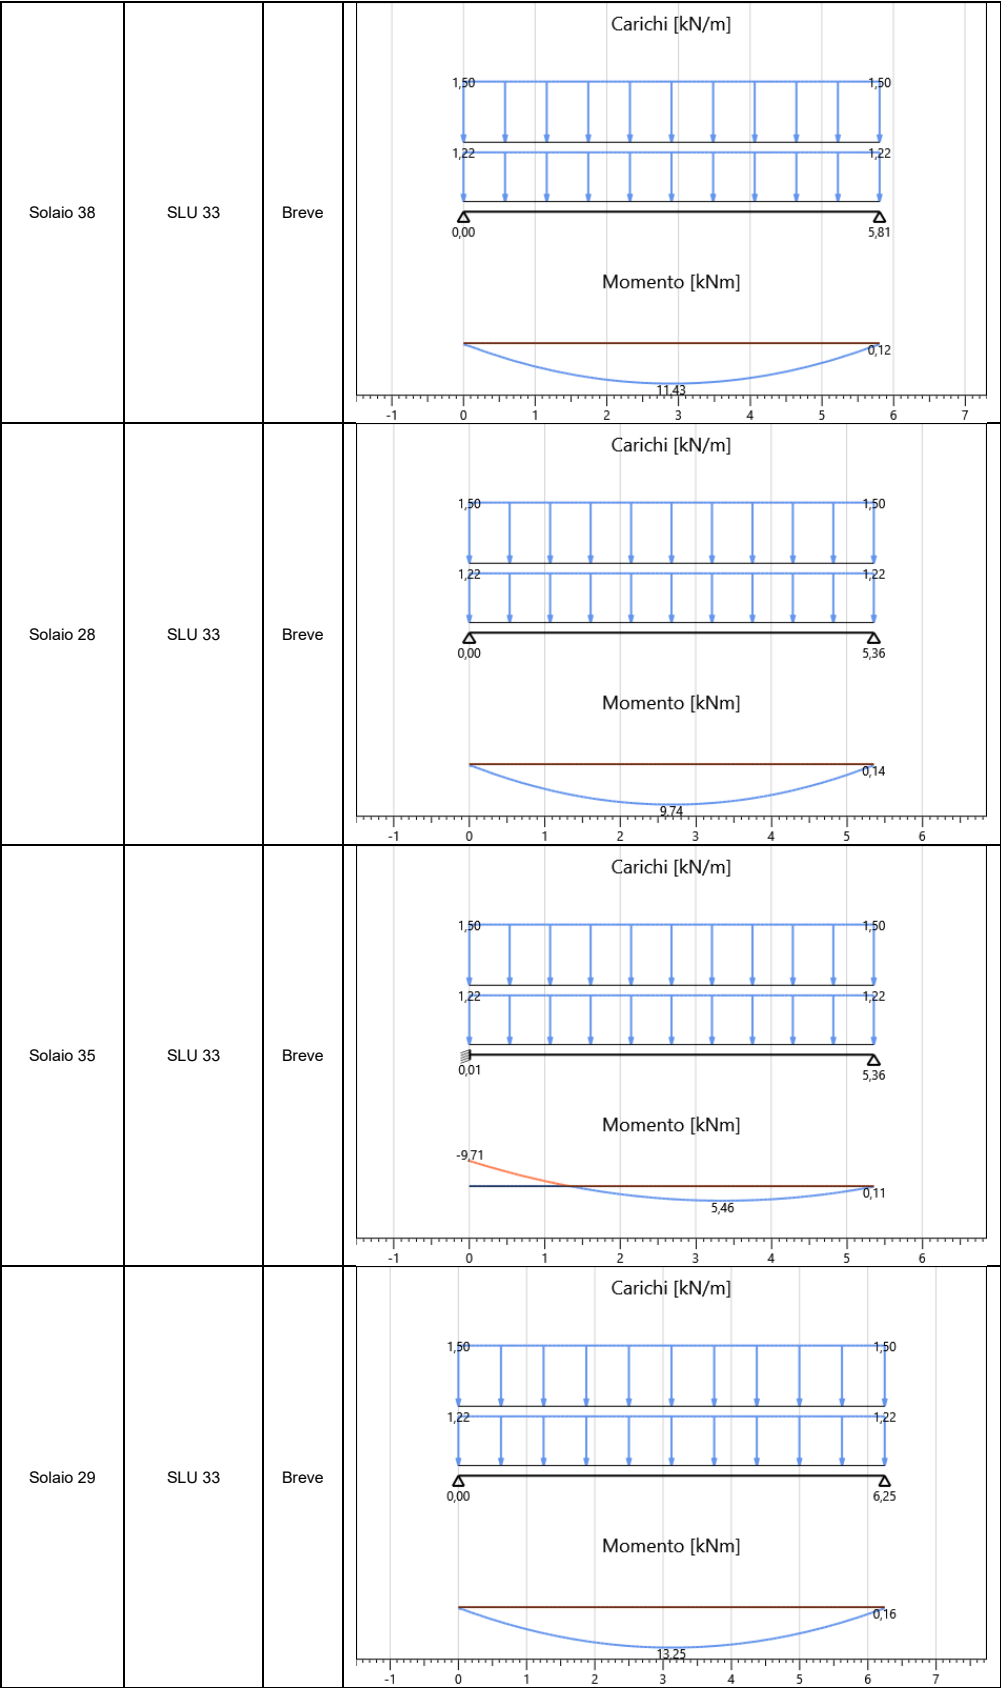 Carichi [kN/m]
1,50 1,50
1,22 1,22
Solaio 38 SLU 33 Breve
0,00 5,81
Momento [kNm]
0,12
11,43
-1 0 1 2 3 4 5 6 7
Carichi [kN/m]
1,50 1,50
1,22 1,22
Solaio 28 SLU 33 Breve
0,00 5,36
Momento [kNm]
0,14
9,74
-1 0 1 2 3 4 5 6
Carichi [kN/m]
1,50 1,50
1,22 1,22
Solaio 35 SLU 33 Breve
0,01 5,36
Momento [kNm]
-9,71
0,11
5,46
-1 0 1 2 3 4 5 6
Carichi [kN/m]
1,50 1,50
1,22 1,22
Solaio 29 SLU 33 Breve
0,00 6,25
Momento [kNm]
0,16
13,25
-1 0 1 2 3 4 5 6 7